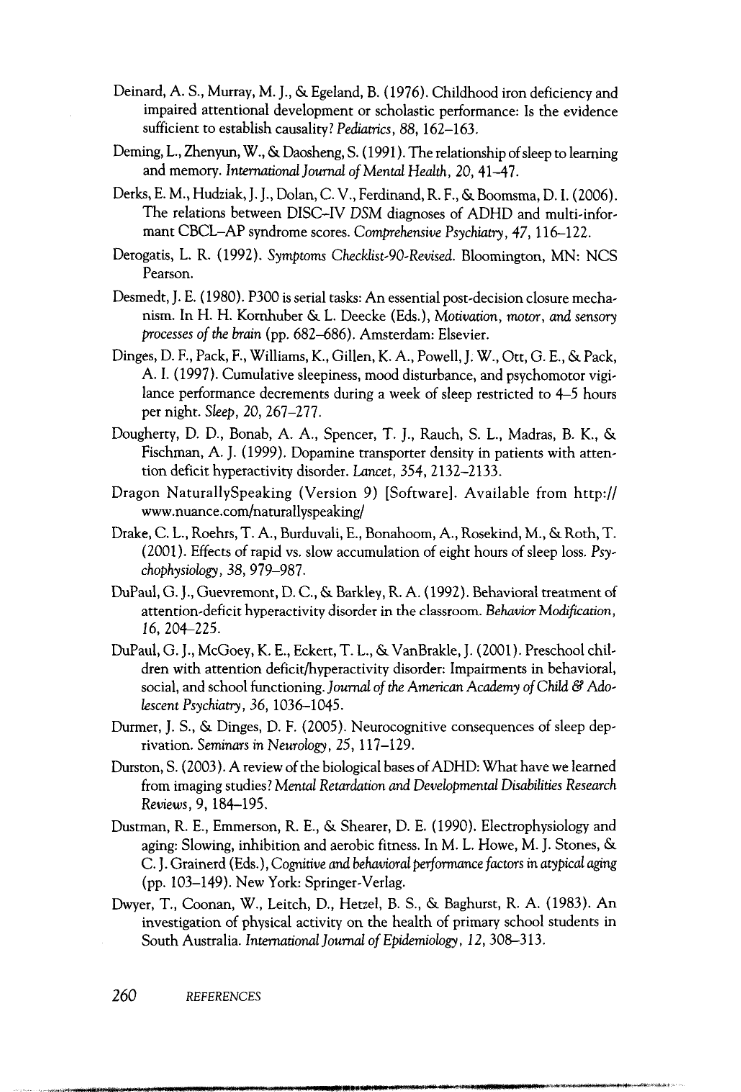 Deinard, A. S., Murray, M. J., & Egeland, B. (1976). Childhood iron deficiency and
impaired attentional development or scholastic performance: Is the evidence
sufficient to establish causality? Pediatrics, 88, 162–163.
Deming, L., Zhenyun, W., & Daosheng, S. (1991). The relationship of sleep to learning
and memory. International Journal of Mental Health, 20, 41–47.
Derks, E. M., Hudziak, J. J., Dolan, C. V., Ferdinand, R. F., & Boomsma, D. I. (2006).
The relations between DISC–IV DSM diagnoses of ADHD and multi-infor-
mant CBCL–AP syndrome scores. Comprehensive Psychiatry, 47, 116–122.
Derogatis, L. R. (1992). Symptoms Checklist-90-Revised. Bloomington, MN: NCS
Pearson.
Desmedt, J. E. (1980). P300 is serial tasks: An essential post-decision closure mecha-
nism. In H. H. Kornhuber & L. Deecke (Eds.), Motivation, motor, and sensory
processes of the brain (pp. 682–686). Amsterdam: Elsevier.
Dinges, D. F., Pack, F., Williams, K., Gillen, K. A., Powell, J. W., Ott, G. E., & Pack,
A. I. (1997). Cumulative sleepiness, mood disturbance, and psychomotor vigi-
lance performance decrements during a week of sleep restricted to 4–5 hours
per night. Sleep, 20, 267–277.
Dougherty, D. D., Bonab, A. A., Spencer, T. J., Rauch, S. L., Madras, B. K., &
Fischman, A. J. (1999). Dopamine transporter density in patients with atten-
tion deficit hyperactivity disorder. Lancet, 354, 2132–2133.
Dragon NaturallySpeaking (Version 9) [Software]. Available from http://
www.nuance.com/naturallyspeaking/
Drake, C. L., Roehrs, T. A., Burduvali, E., Bonahoom, A., Rosekind, M., & Roth, T.
(2001). Effects of rapid vs. slow accumulation of eight hours of sleep loss. Psy-
chophysiology, 38, 979–987.
DuPaul, G. J., Guevremont, D. C., & Barkley, R. A. (1992). Behavioral treatment of
attention-deficit hyperactivity disorder in the classroom. Behavior Modification,
16, 204–225.
DuPaul, G. J., McGoey, K. E., Eckert, T. L., & VanBrakle, J. (2001). Preschool chil-
dren with attention deficit/hyperactivity disorder: Impairments in behavioral,
social, and school functioning. Journal of the American Academy of Child & Ado-
lescent Psychiatry, 36, 1036–1045.
Durmer, J. S., & Dinges, D. F. (2005). Neurocognitive consequences of sleep dep-
rivation. Seminars in Neurology, 25, 117–129.
Durston, S. (2003). A review of the biological bases of ADHD: What have we learned
from imaging studies? Mental Retardation and Developmental Disabilities Research
Reviews, 9, 184–195.
Dustman, R. E., Emmerson, R. E., & Shearer, D. E. (1990). Electrophysiology and
aging: Slowing, inhibition and aerobic fitness. In M. L. Howe, M. J. Stones, &
C. J. Grainerd (Eds.), Cognitive and behavioral performance factors in atypical aging
(pp. 103–149). New York: Springer-Verlag.
Dwyer, T., Coonan, W., Leitch, D., Hetzel, B. S., & Baghurst, R. A. (1983). An
investigation of physical activity on the health of primary school students in
South Australia. International Journal of Epidemiology, 12, 308–313.
260 REFERENCES